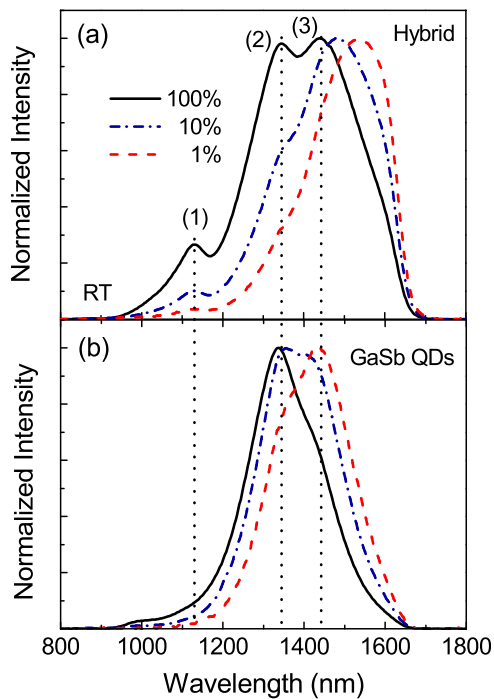 (a)
(2)
(3)
Hybrid
100%
10%
1%
(1)
RT
Normalized Intensity
(b)
GaSb QDs
Normalized Intensity
800 1000 1200 1400 1600 1800
Wavelength (nm)